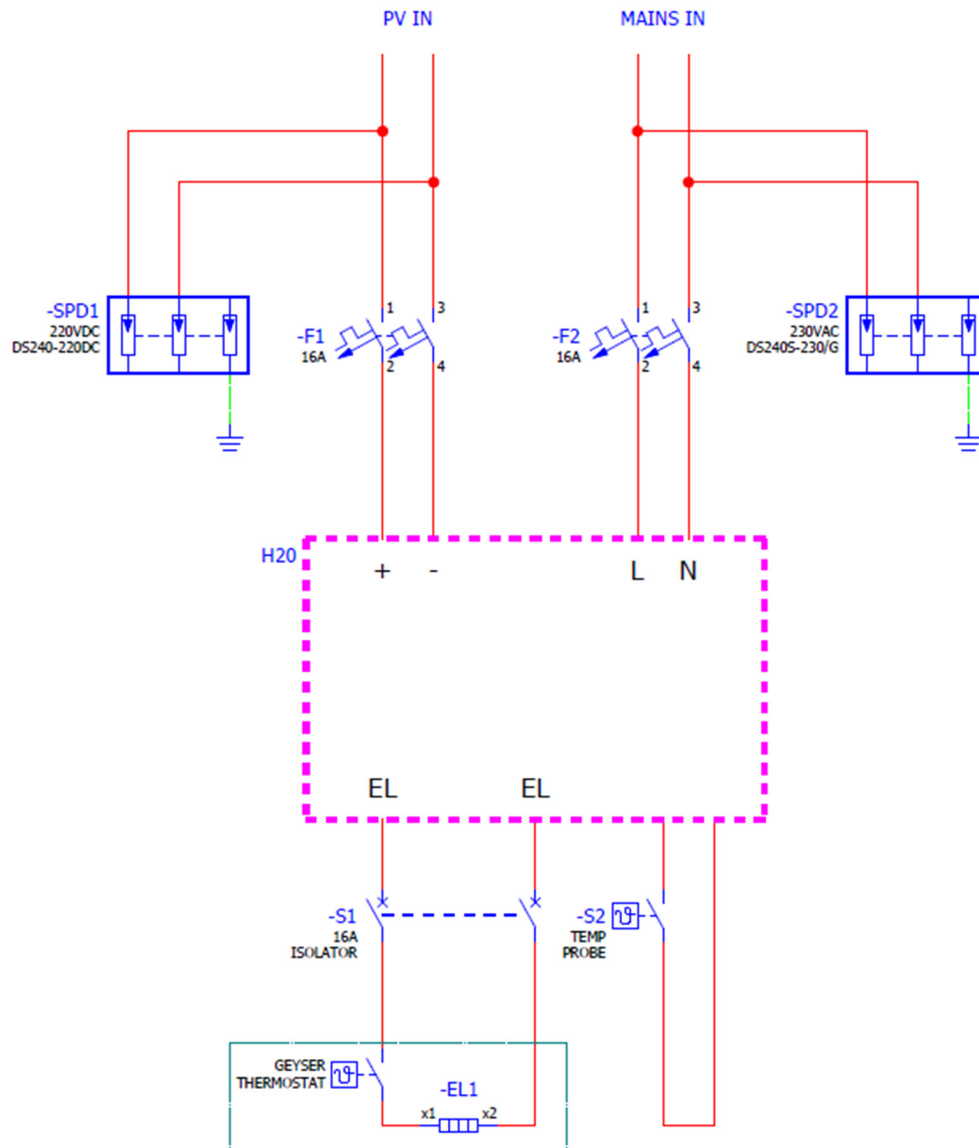 PV IN
MAINS IN
-SPD1
220VDC
DS240-220DC
-F1
16A
1
3
2
4
-F2
16A
1
3
2
4
-SPD2
230VAC
DS240S-230/G
H20
+
-
L
N
EL
EL
-S1
16A
ISOLATOR
-S2
TEMP
PROBE
ϑ
GEYSER
THERMOSTAT
ϑ
-EL1
x1
x2